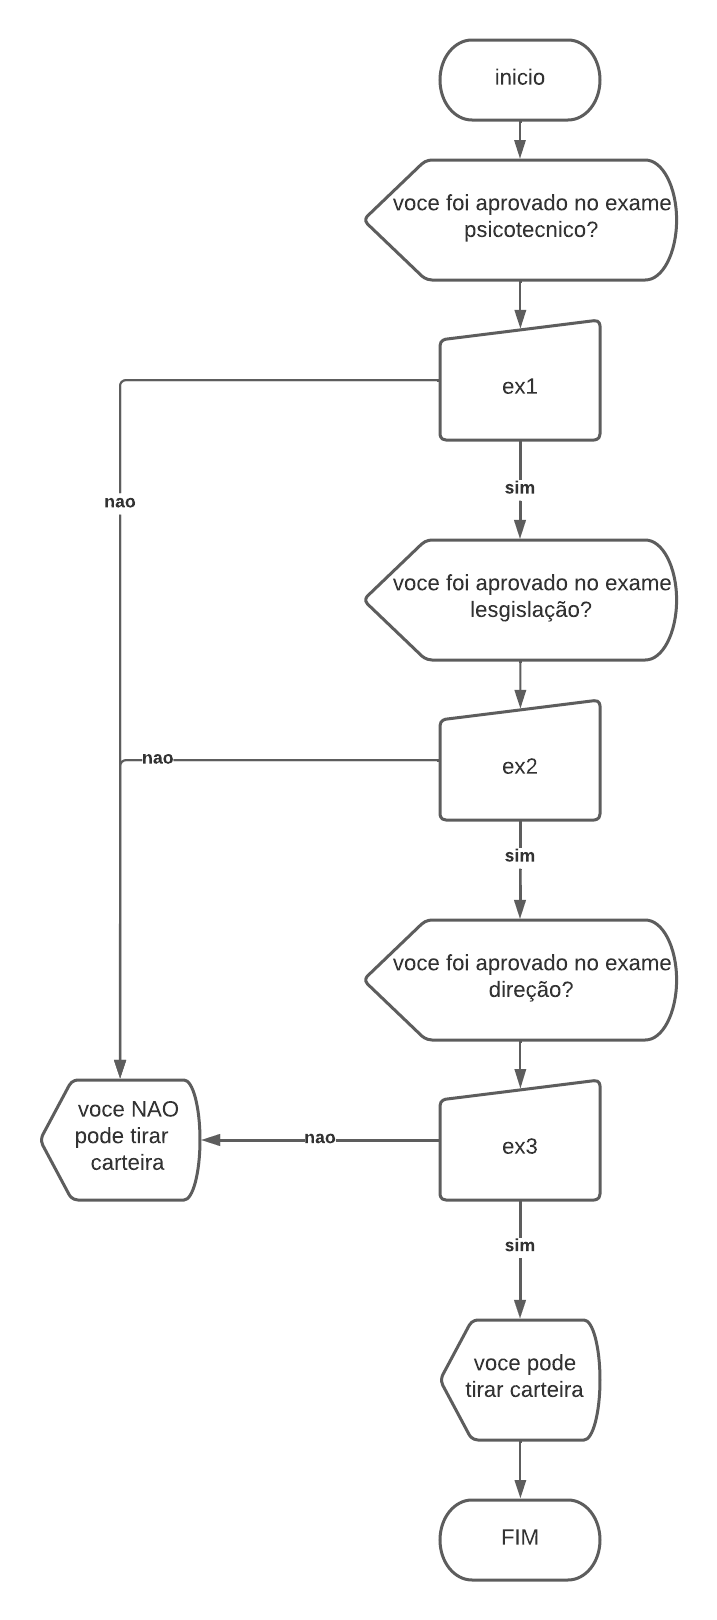 inicio
voce foi aprovado no exame
psicotecnico?
ex1
nao
sim
voce foi aprovado no exame
lesgislação?
nao
ex2
sim
voce foi aprovado no exame
direção?
voce NAO
pode tirar
carteira
nao
ex3
sim
voce pode
tirar carteira
FIM